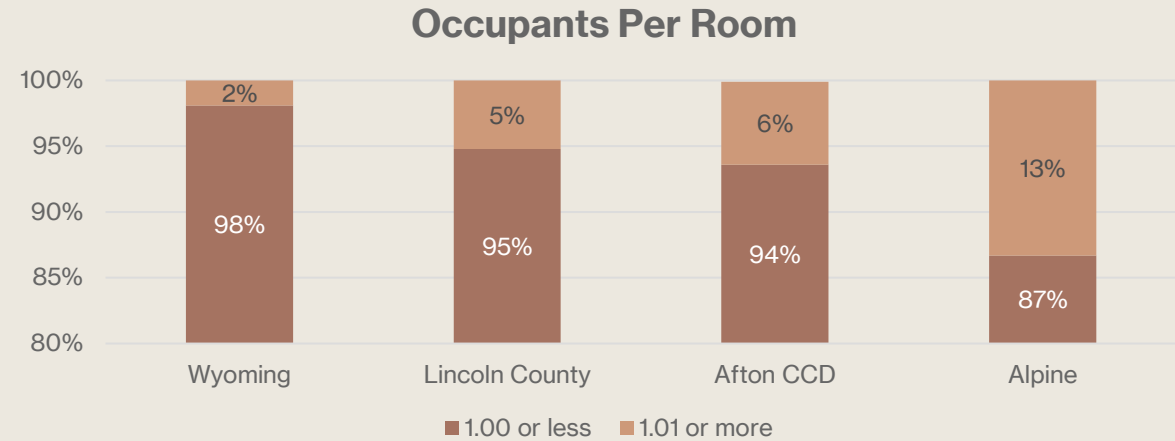 Occupants Per Room
100%
95%
90%
85%
80%
2%
5%
6%
13%
98%
95%
94%
87%
Wyoming
Lincoln County
Afton CCD
Alpine
1.00 or less
1.01 or more